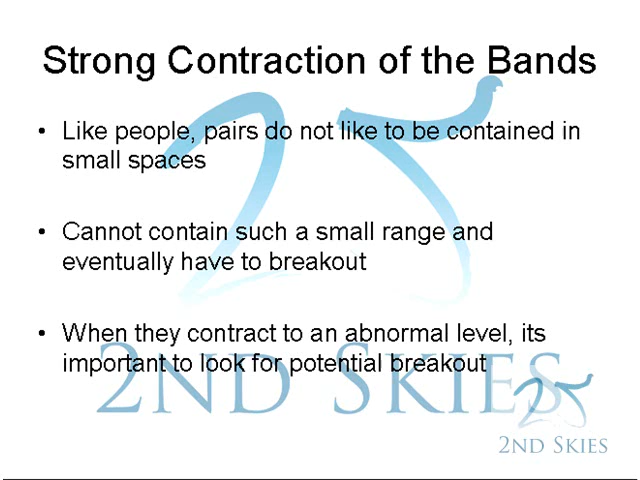 Strong Contraction of the Bands
• Like people, pairs do not like to be contained in
small spaces
• Cannot contain such a small range and
eventually have to breakout
• When they contract to an abnormal level, its
important to look for potential breakout
2ND SKIES
2ND SKIES